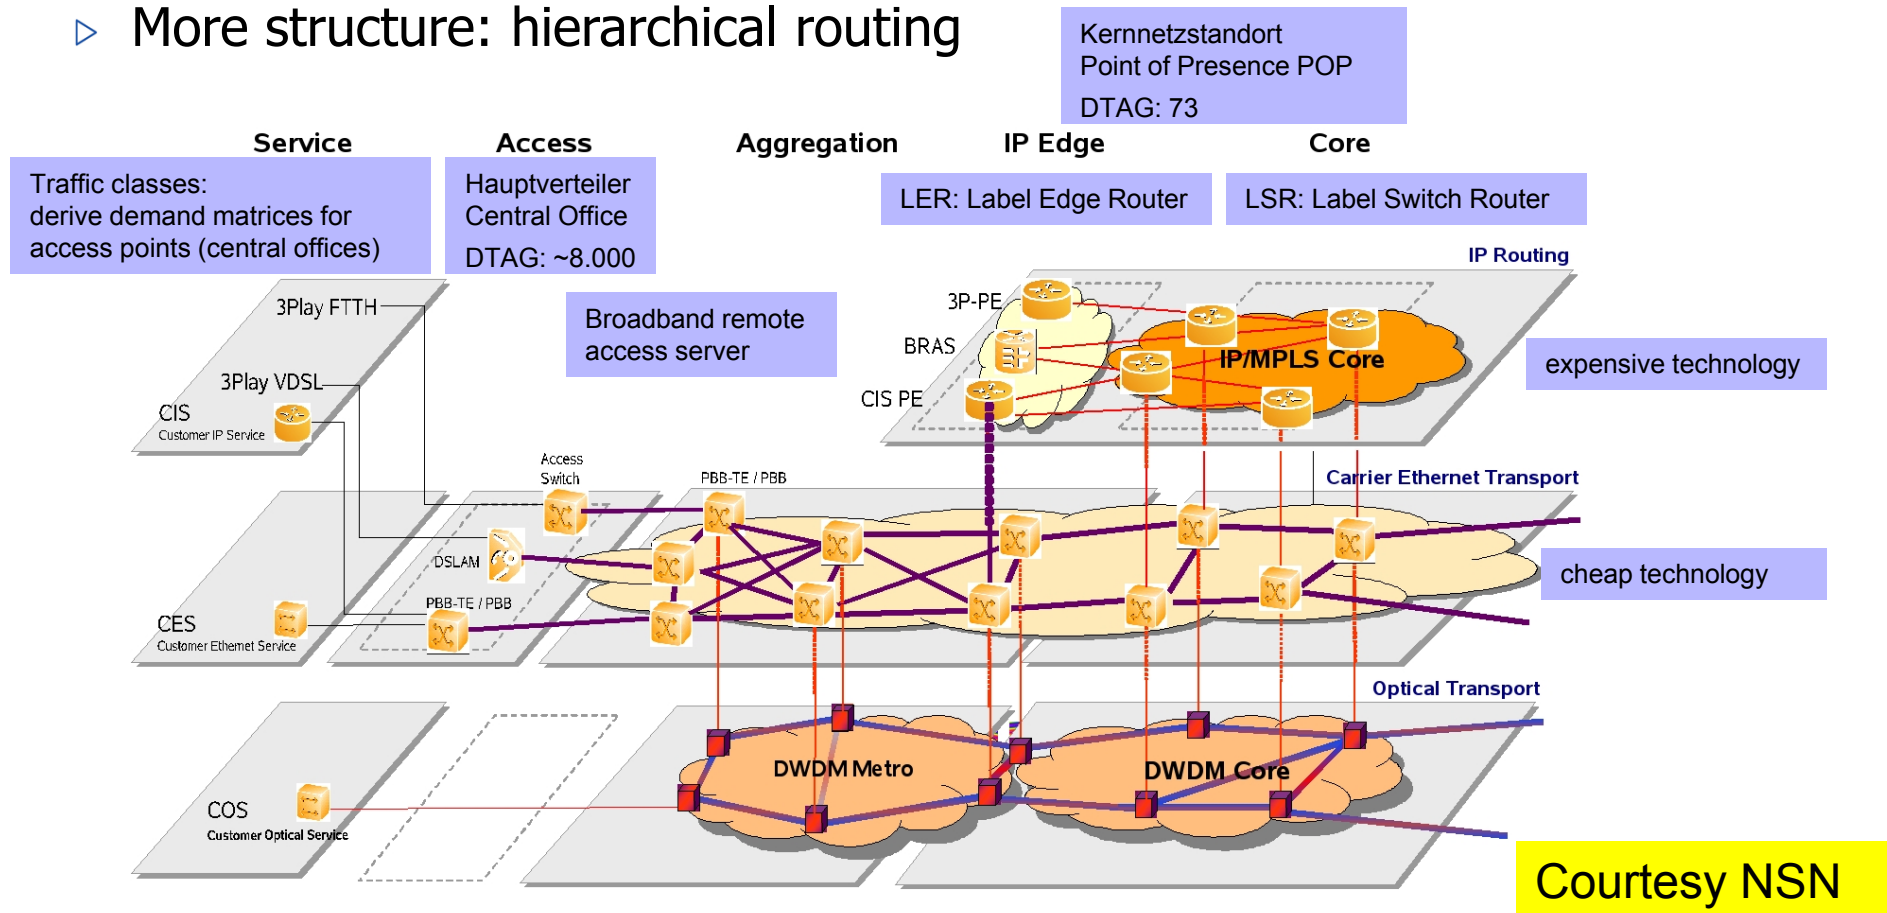 More structure: hierarchical routing
Kernnetzstandort
Point of Presence POP
DTAG: 73
Service
Access
Aggregation
IP Edge
Core
Traffic classes:
derive demand matrices for
access points (central offices)
Hauptverteiler
Central Office
DTAG: ~8.000
LER: Label Edge Router
LSR: Label Switch Router
IP Routing
3Play FTTH
Broadband remote
access server
3P-PE
BRAS
IP/MPLS Core
expensive technology
3Play VDSL
CIS PE
CIS
Customer IP Service
Access
Switch
PBB-TE / PBB
Carrier Ethernet Transport
DSLAM
cheap technology
PBB-TE / PBB
CES
Customer Ethernet Service
Optical Transport
DWDM Metro
DWDM Core
COS
Customer Optical Service
Courtesy NSN